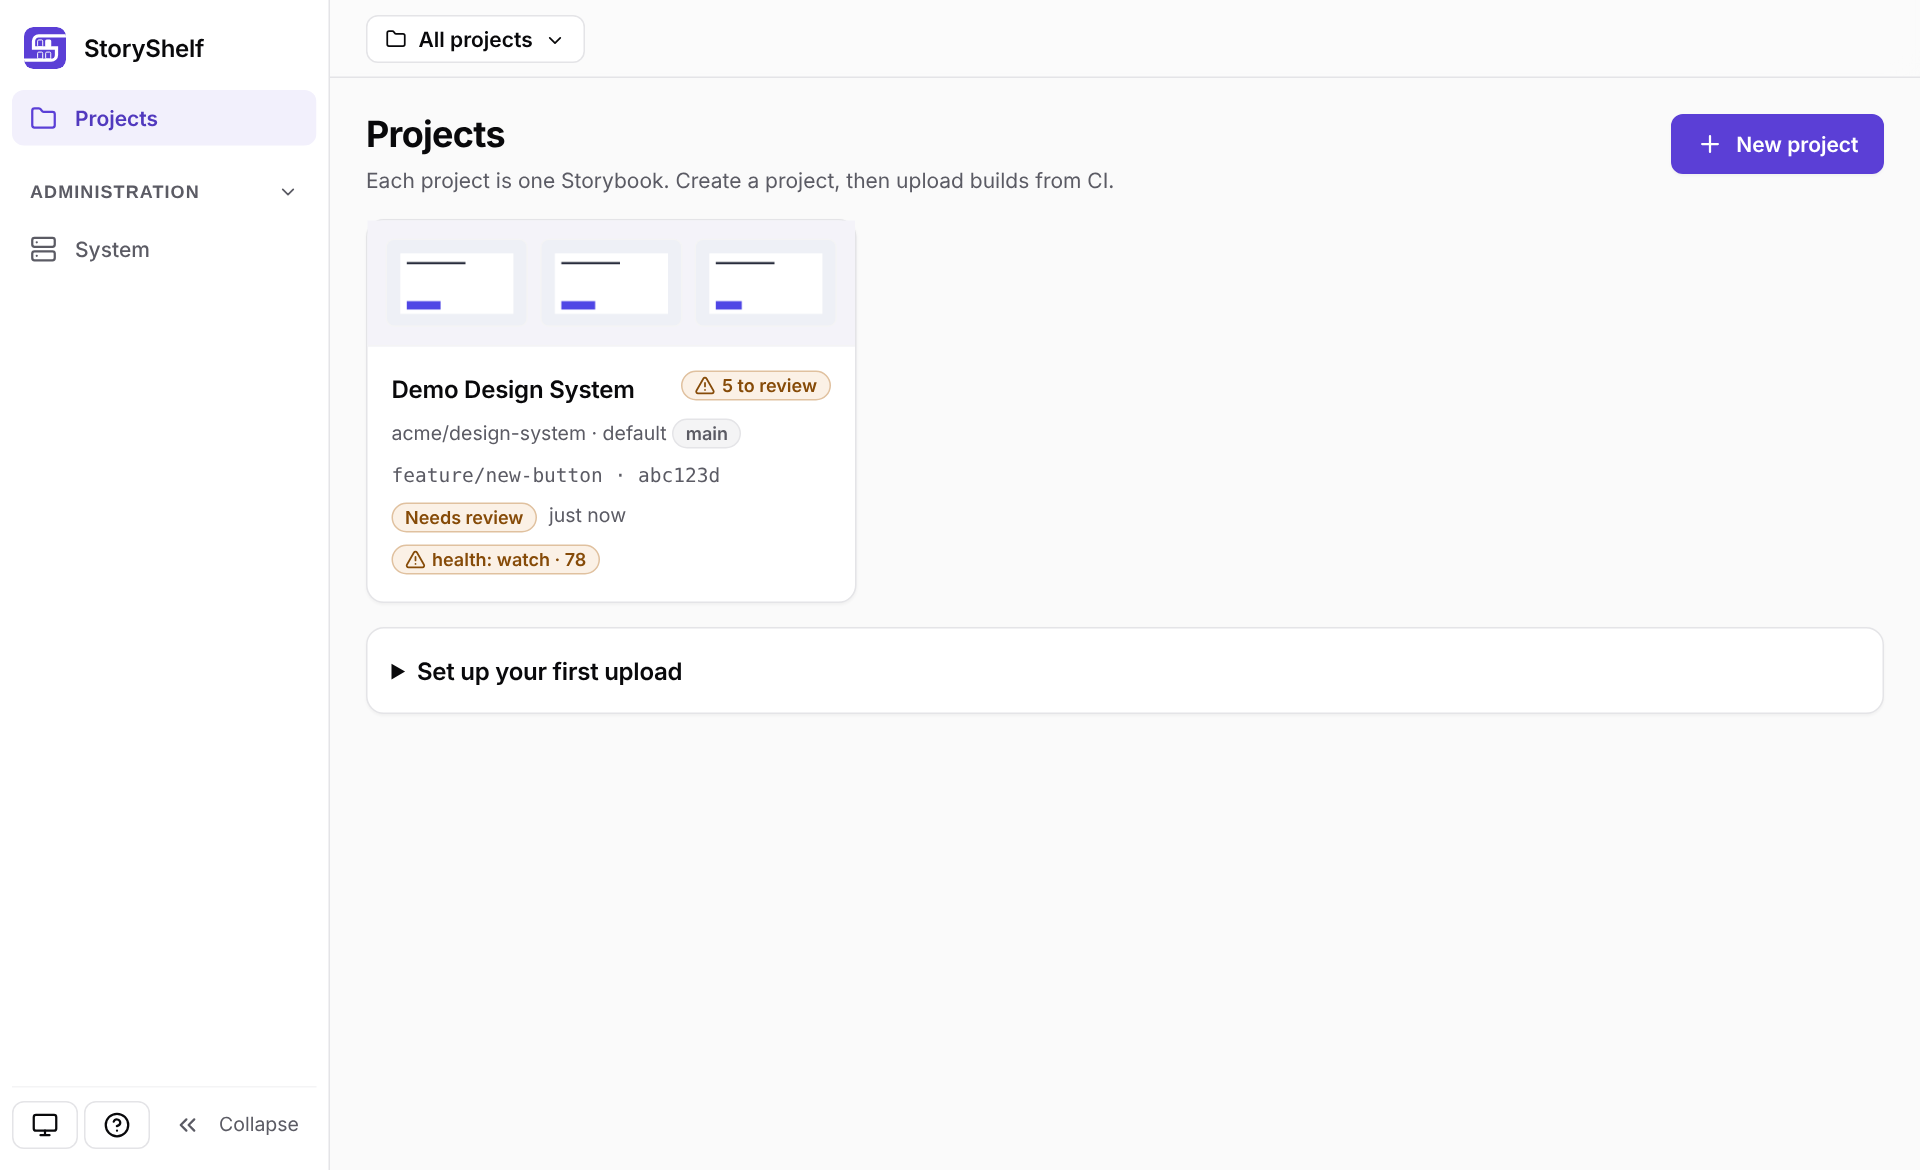 StoryShelf
Projects
ADMINISTRATION
System
Collapse
All projects
Projects
Each project is one Storybook. Create a project, then upload builds from CI.
New project
Demo Design System
5 to review
acme/design-system · default main
feature/new-button · abc123d
Needs review just now
health: watch · 78
Set up your first upload